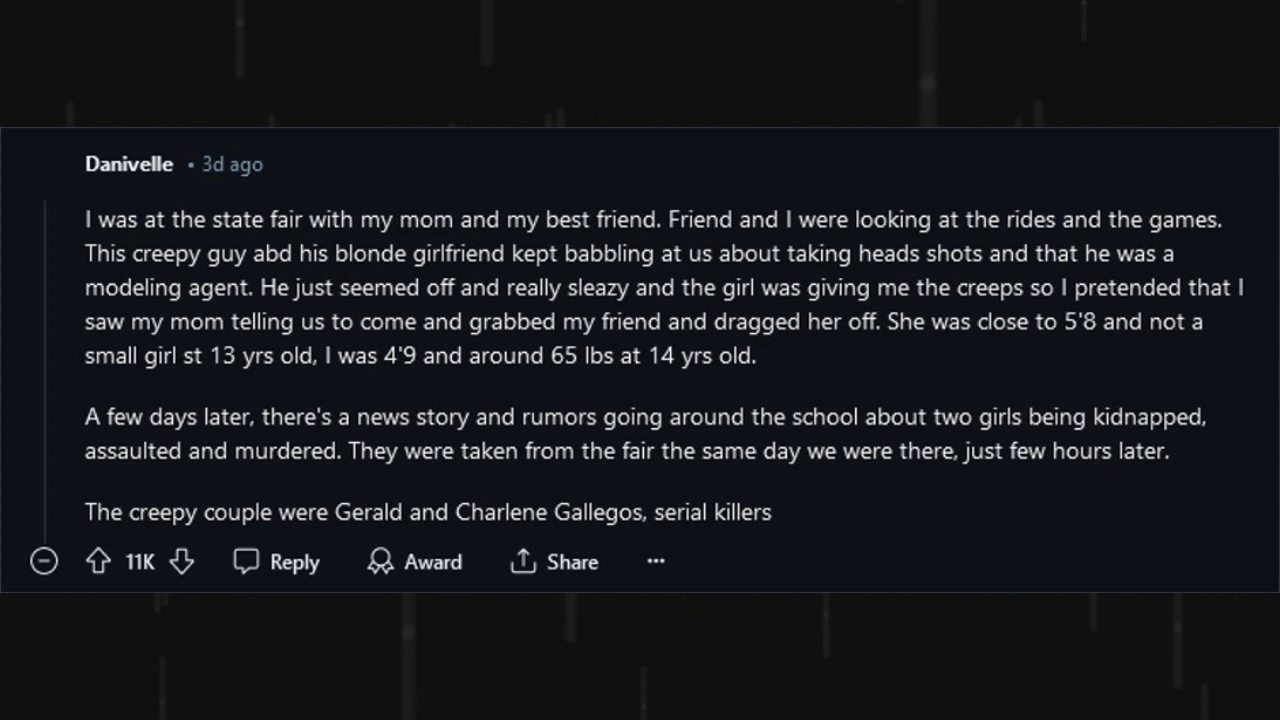 Danivelle • 3d ago
I was at the state fair with my mom and my best friend. Friend and I were looking at the rides and the games.
This creepy guy abd his blonde girlfriend kept babbling at us about taking heads shots and that he was a
modeling agent. He just seemed off and really sleazy and the girl was giving me the creeps so I pretended that I
saw my mom telling us to come and grabbed my friend and dragged her off. She was close to 5'8 and not a
small girl st 13 yrs old, I was 4'9 and around 65 lbs at 14 yrs old.
A few days later, there's a news story and rumors going around the school about two girls being kidnapped,
assaulted and murdered. They were taken from the fair the same day we were there, just few hours later.
The creepy couple were Gerald and Charlene Gallegos, serial killers
11K Reply Award Share ···